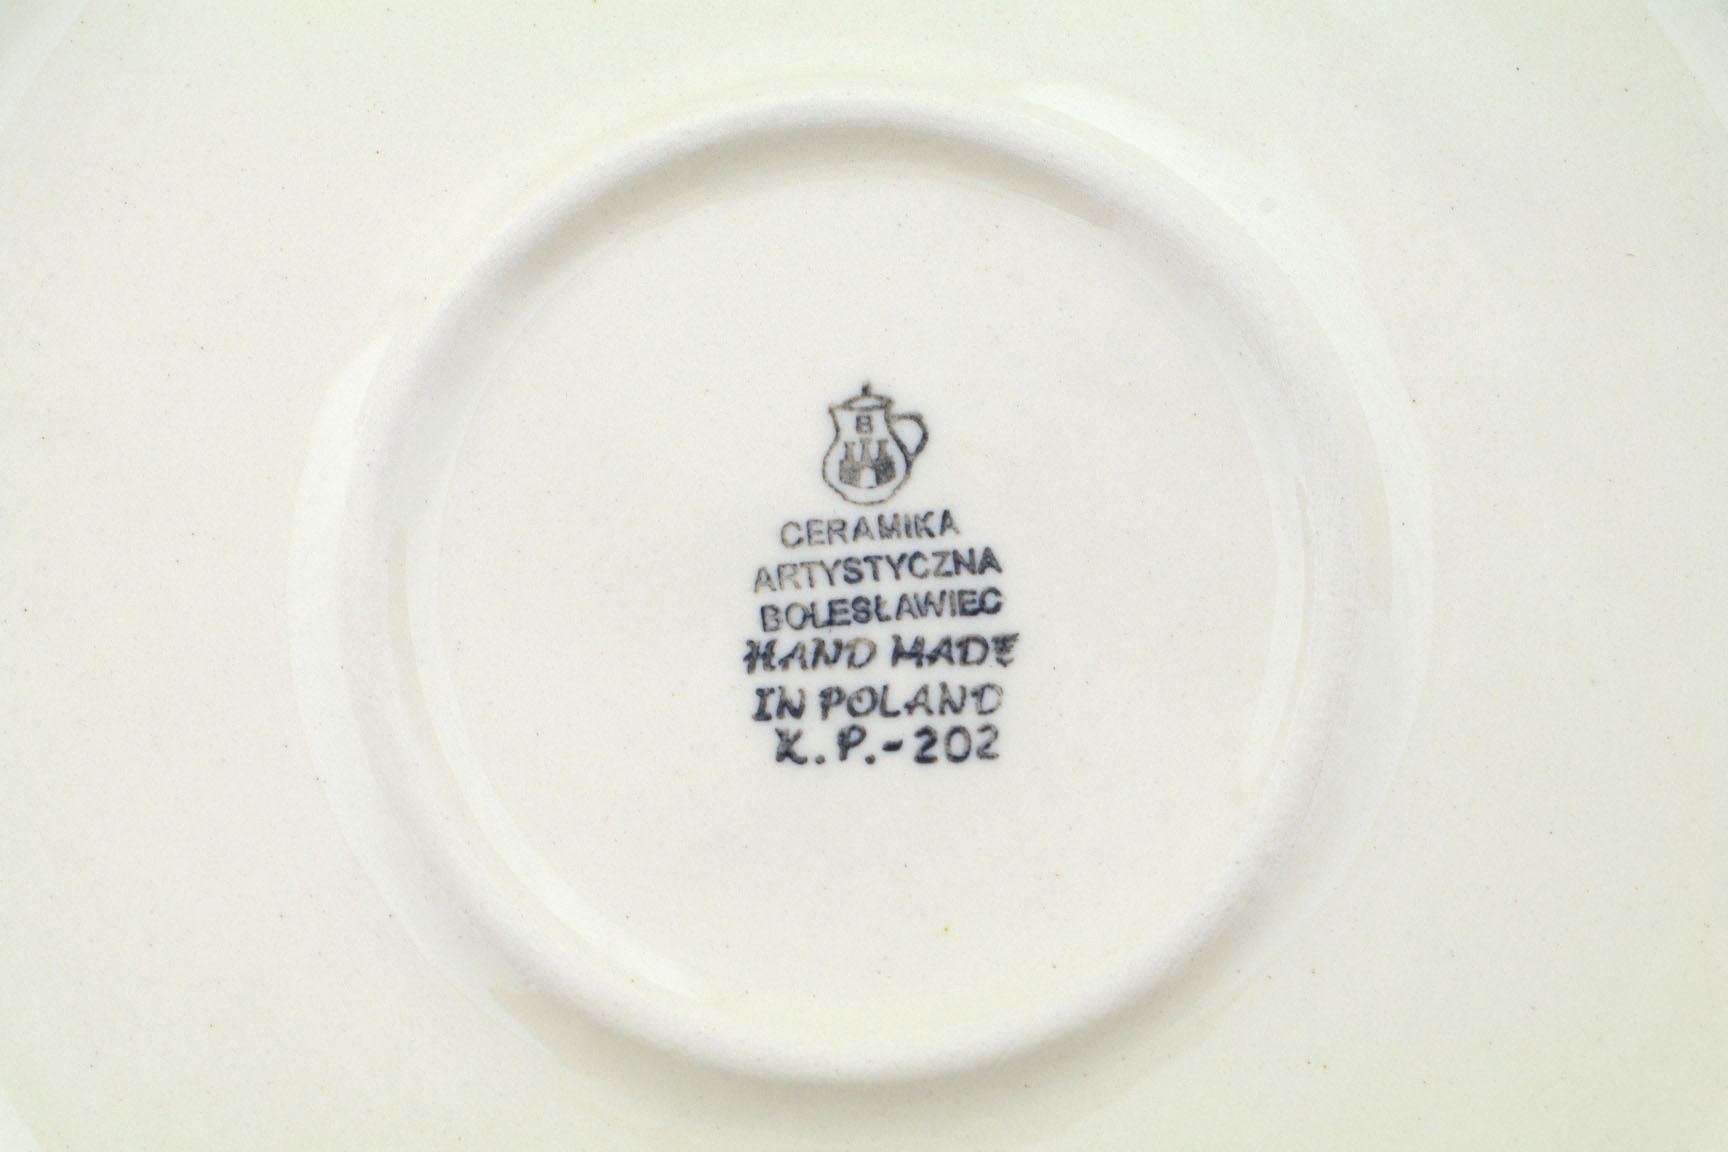 B
CERAMIKA
ARTYSTYCZNA
BOLESŁAWIEC
HAND MADE
IN POLAND
K.P.-202